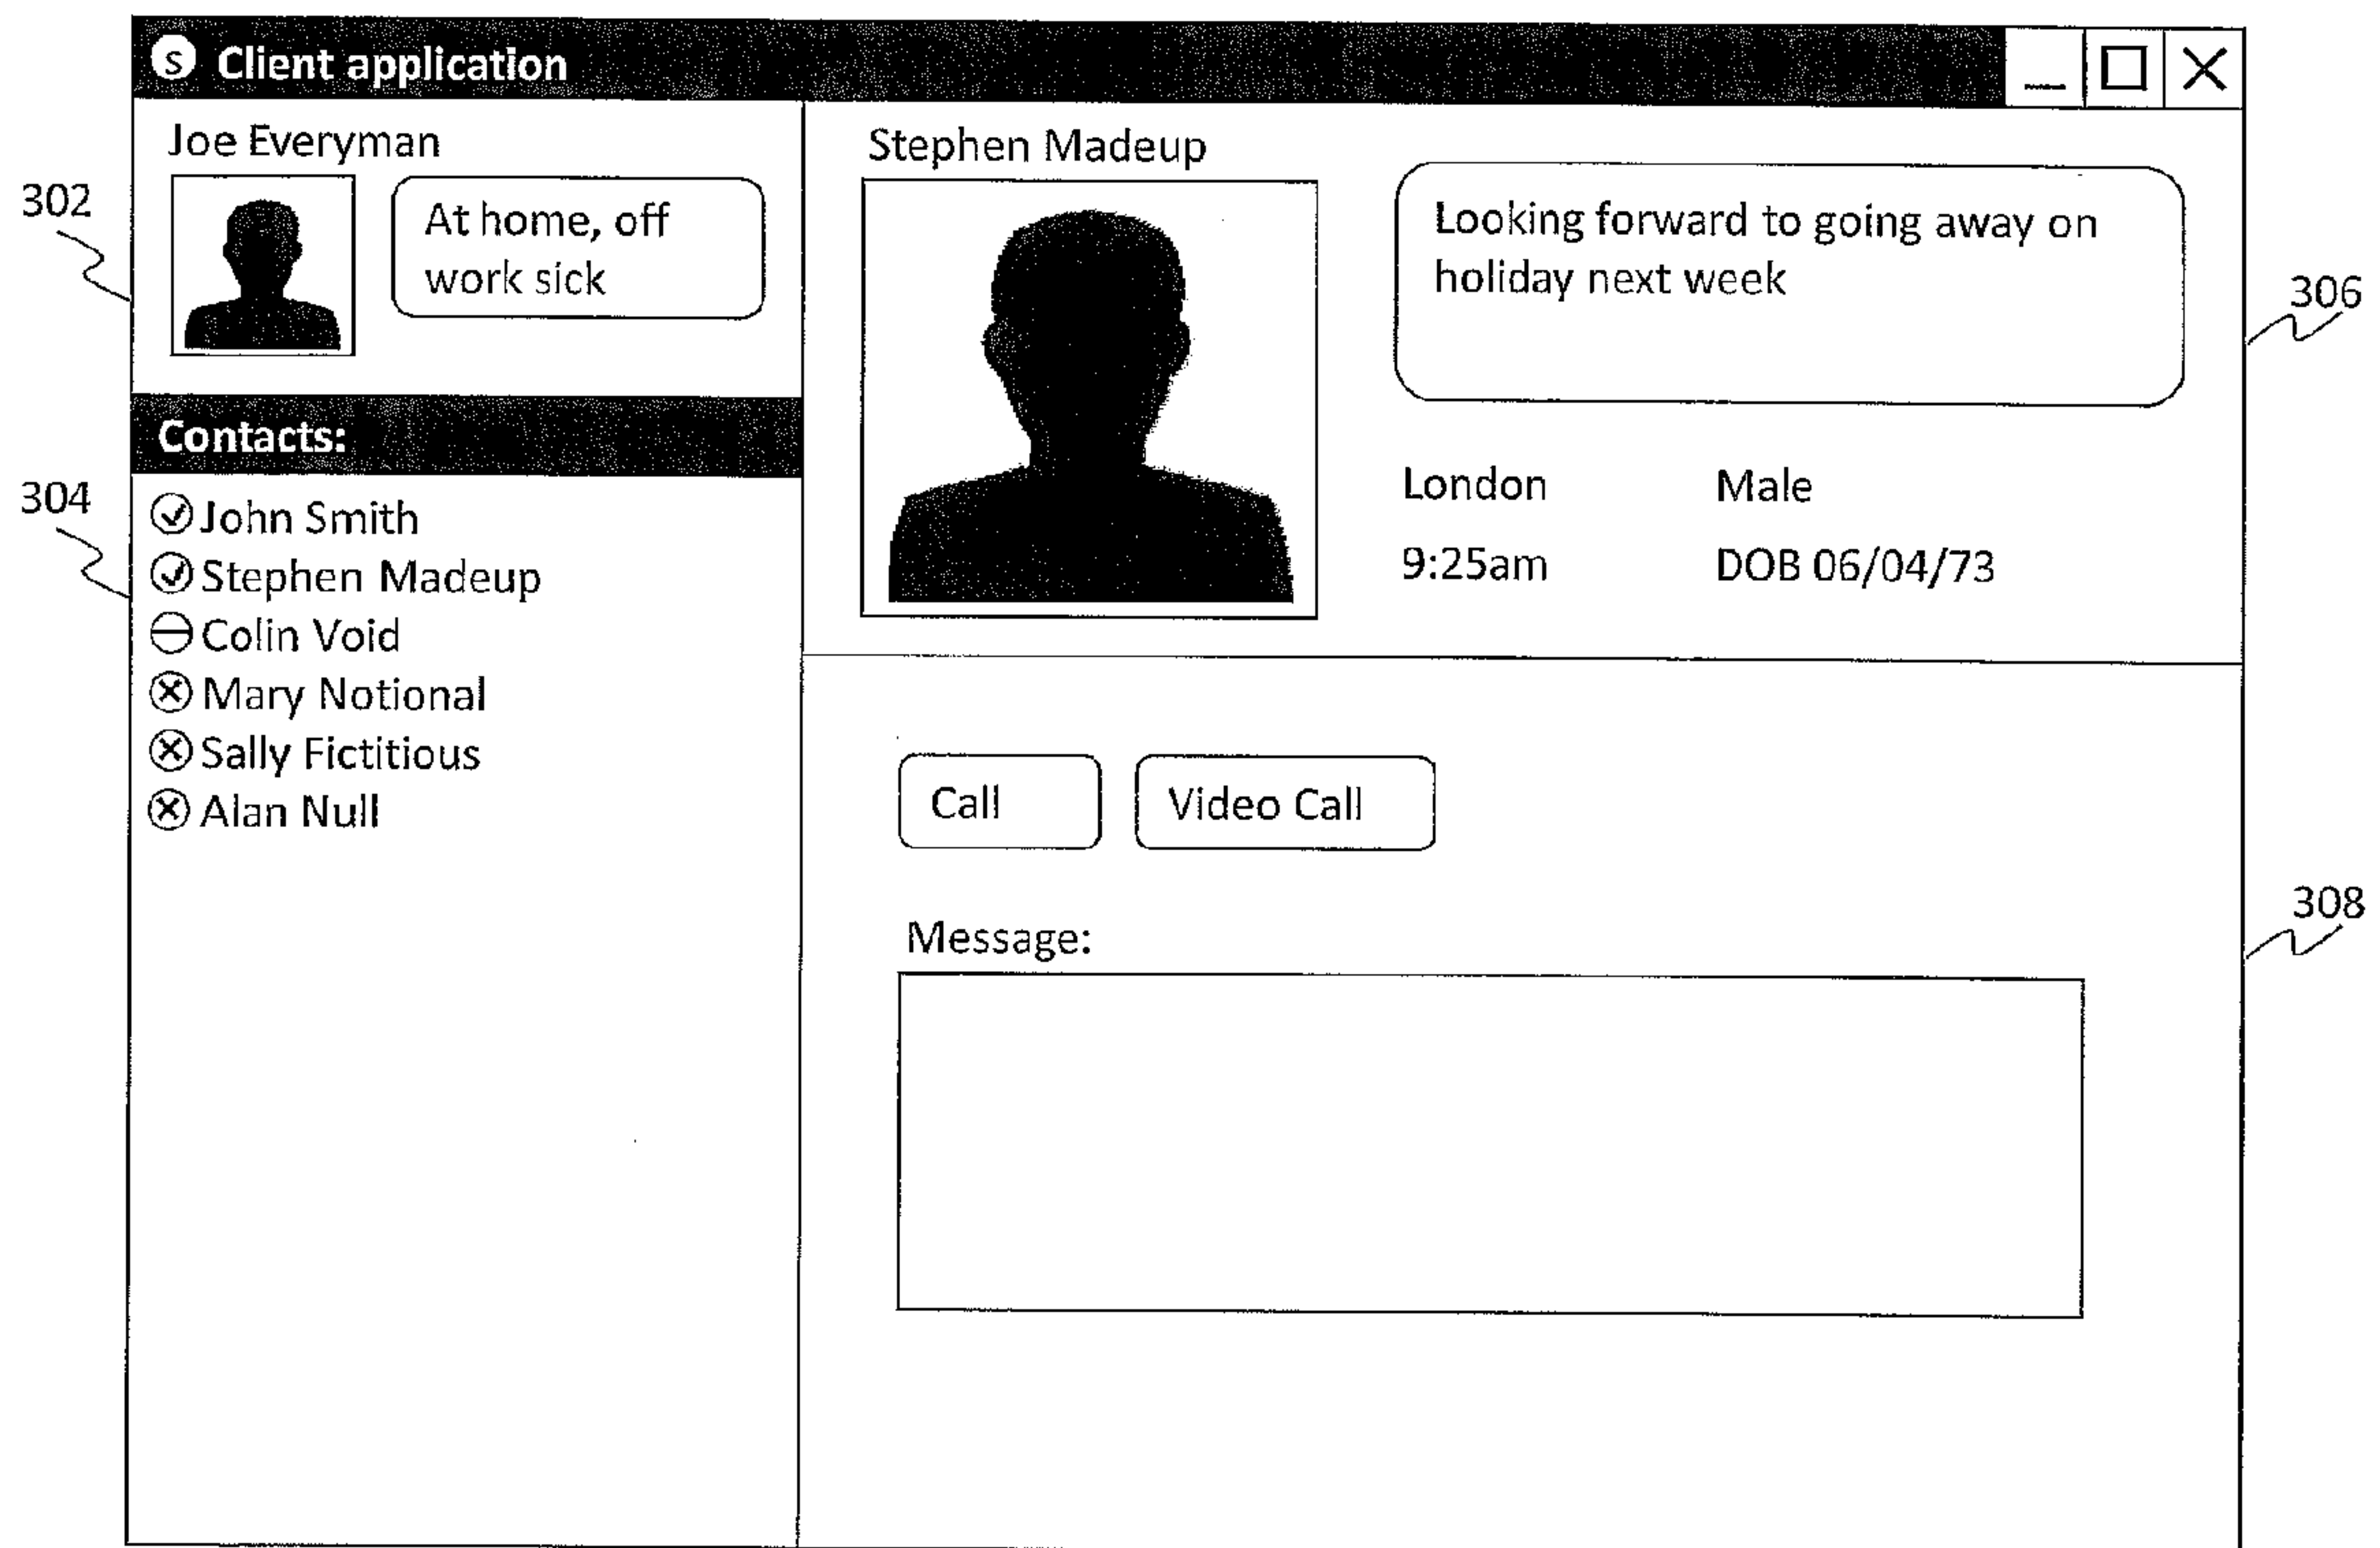 S Client application
Joe Everyman
At home, off
work sick
302
Contacts:
304
John Smith
Stephen Madeup
Colin Void
Mary Notional
Sally Fictitious
Alan Null
Stephen Madeup
Looking forward to going away on
holiday next week
306
London Male
9:25am DOB 06/04/73
Call Video Call
308
Message: